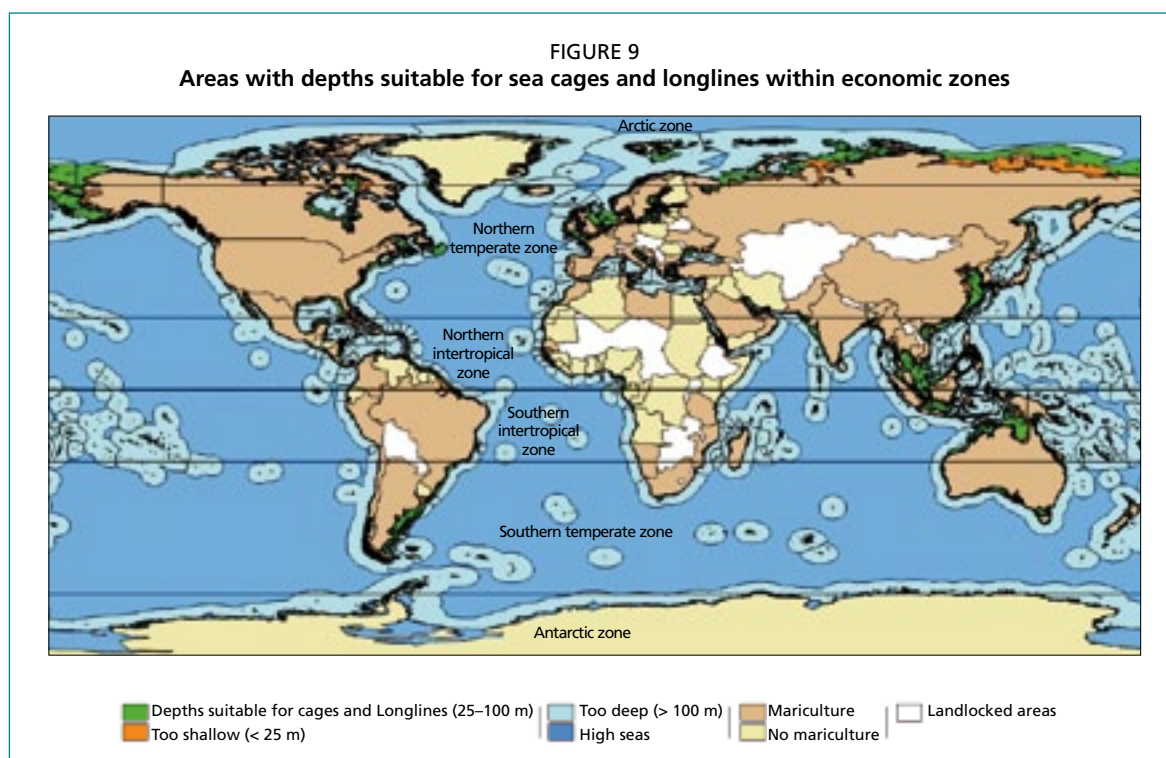 FIGURE 9
Areas with depths suitable for sea cages and longlines within economic zones
Arctic zone
Northern
temperate zone
Northern
intertropical
zone
Southern
intertropical
zone
Southern temperate zone
Antarctic zone
Depths suitable for cages and Longlines (25–100 m)
Too shallow (< 25 m)
Too deep (> 100 m)
High seas
Mariculture
No mariculture
Landlocked areas